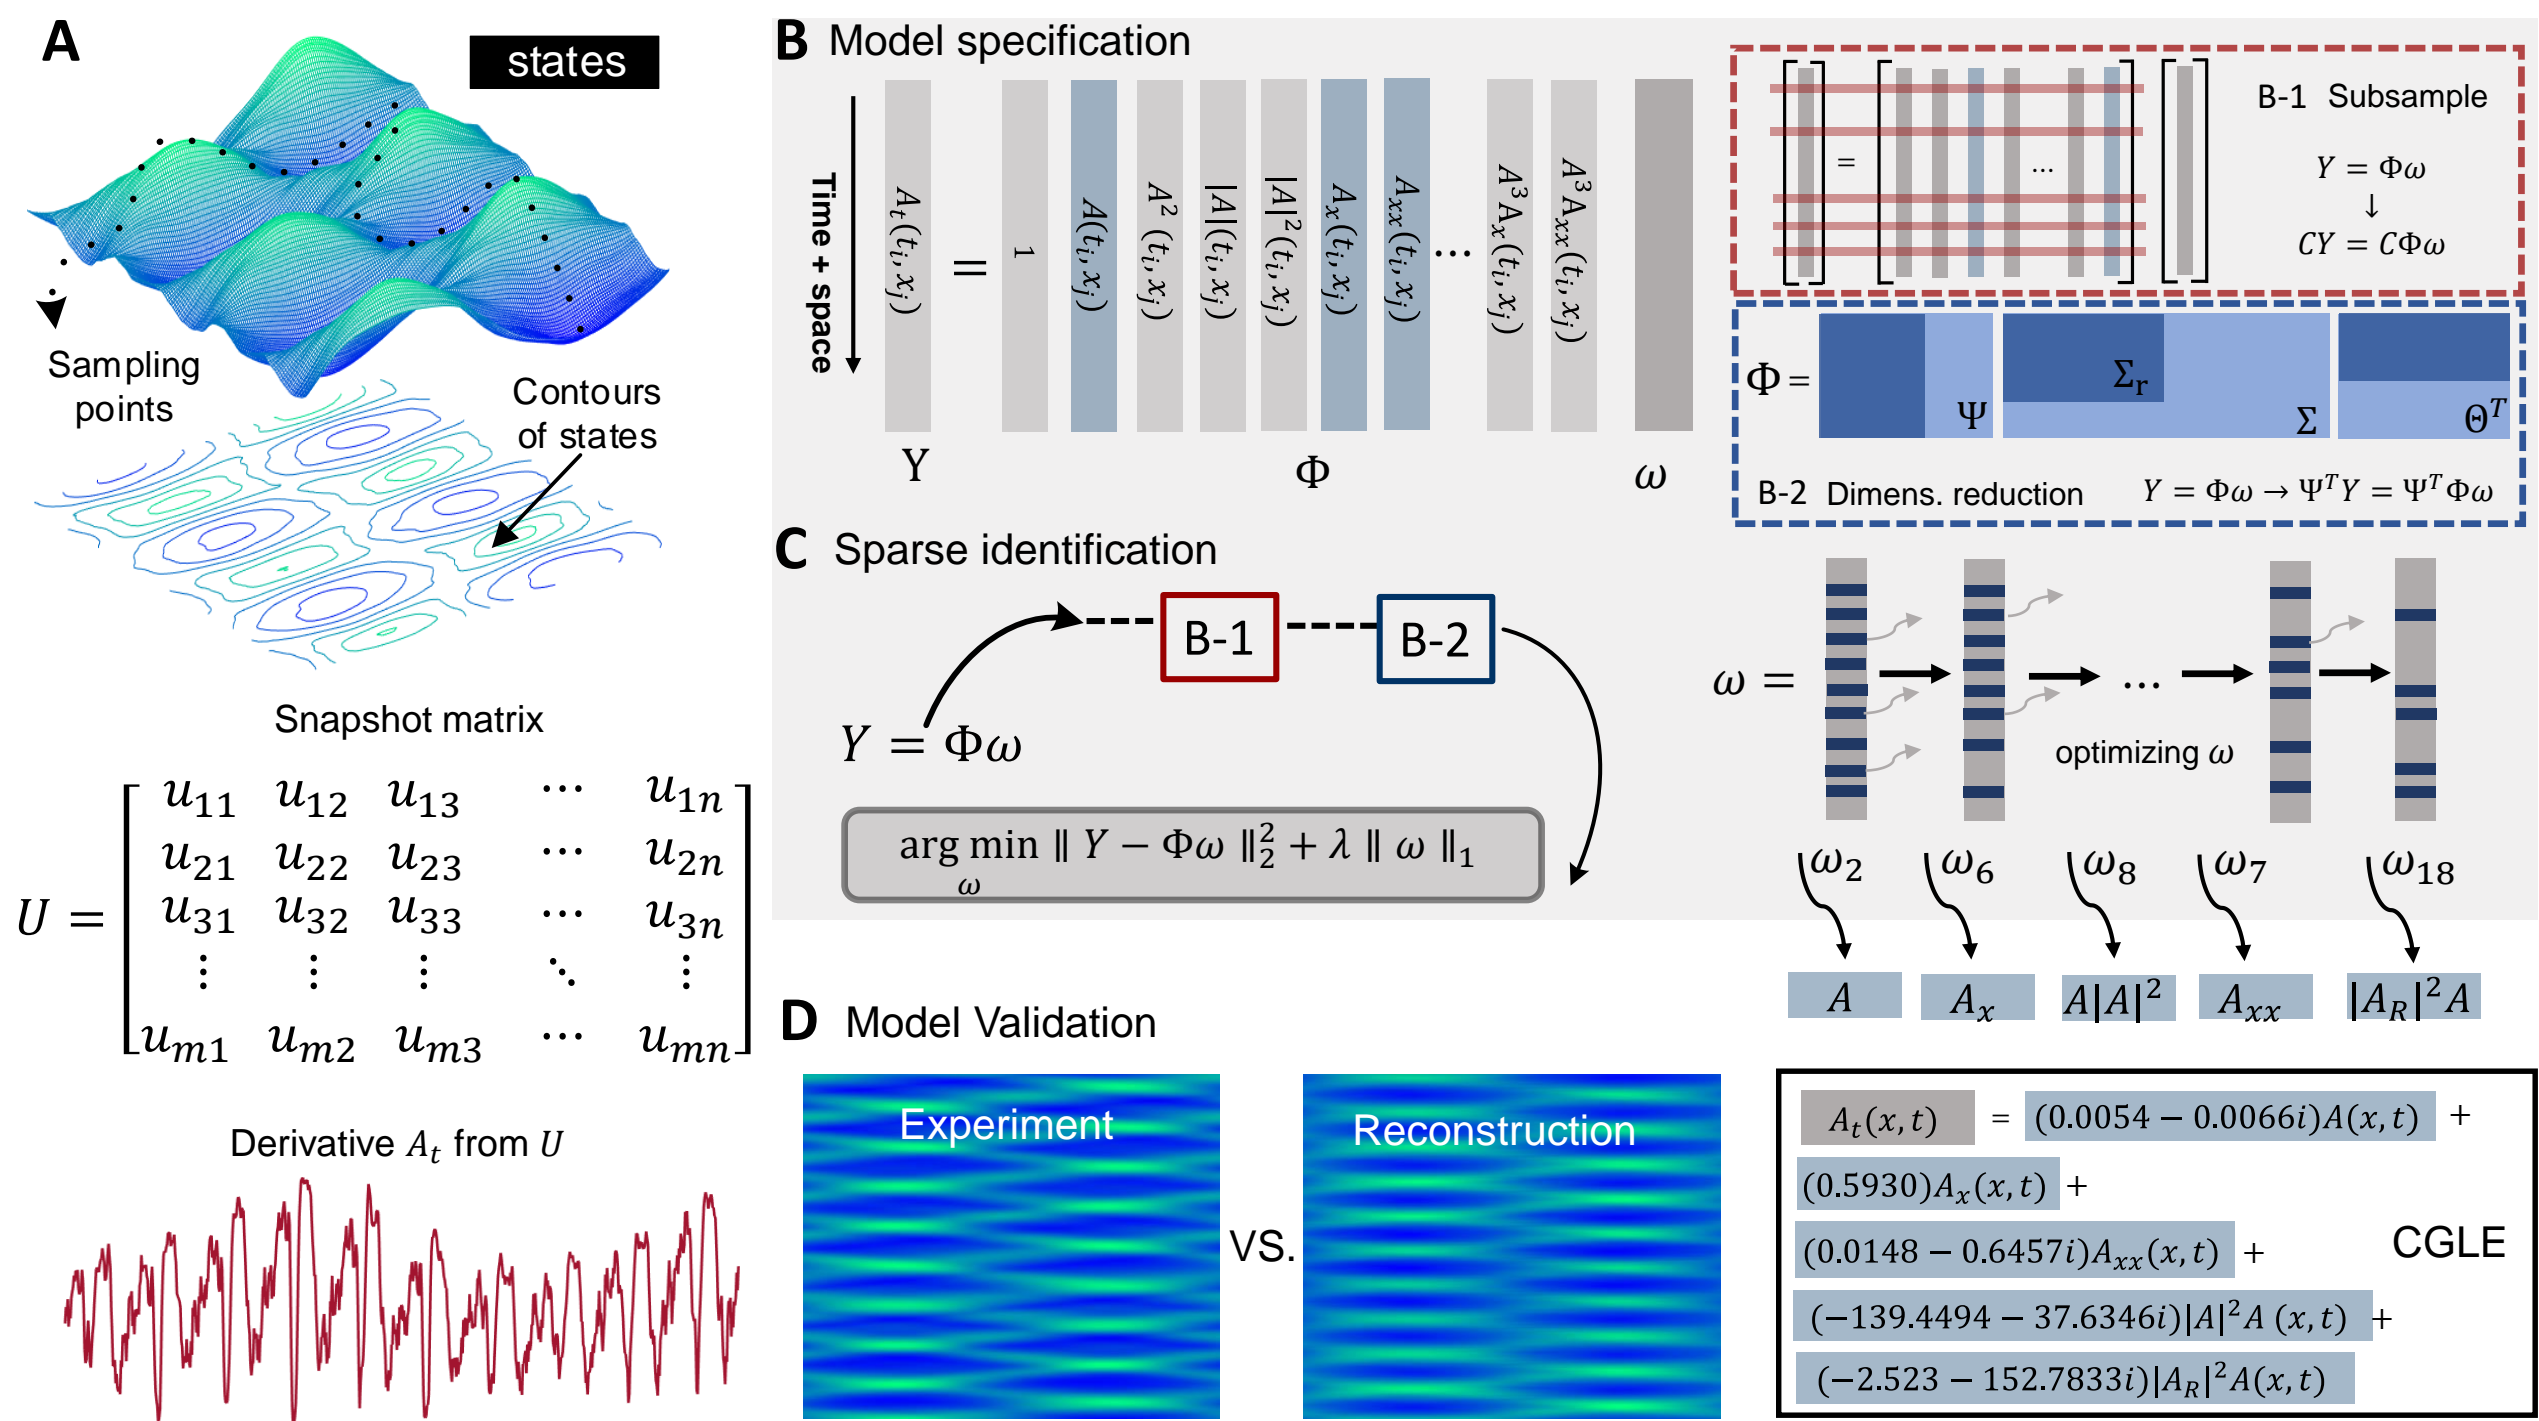 A
states
Sampling
points
Contours
of states
Snapshot matrix
U = [ u₁₁ u₁₂ u₁₃ ⋯ u₁ₙ
u₂₁ u₂₂ u₂₃ ⋯ u₂ₙ
u₃₁ u₃₂ u₃₃ ⋯ u₃ₙ
⋮ ⋮ ⋮ ⋱ ⋮
uₘ₁ uₘ₂ uₘ₃ ⋯ uₘₙ ]
Derivative Aₜ from U
B Model specification
Time + space
Aₜ(tᵢ, xⱼ)
=
1
A(tᵢ, xⱼ)
A²(tᵢ, xⱼ)
|A|(tᵢ, xⱼ)
|A|²(tᵢ, xⱼ)
Aₓ(tᵢ, xⱼ)
Aₓₓ(tᵢ, xⱼ)
⋯
A³Aₓ(tᵢ, xⱼ)
A³Aₓₓ(tᵢ, xⱼ)
Y
Φ
ω
= ...
B-1 Subsample
Y = Φω
↓
CY = CΦω
Φ = Ψ Σᵣ Σ Θᵀ
B-2 Dimens. reduction Y = Φω → ΨᵀY = ΨᵀΦω
C Sparse identification
B-1
B-2
Y = Φω
arg min ‖ Y − Φω ‖₂² + λ ‖ ω ‖₁
ω
ω = ...
optimizing ω
ω₂ ω₆ ω₈ ω₇ ω₁₈
A Aₓ A|A|² Aₓₓ |A_R|²A
D Model Validation
Experiment
VS.
Reconstruction
Aₜ(x, t) = (0.0054 − 0.0066i)A(x, t) +
(0.5930)Aₓ(x, t) +
(0.0148 − 0.6457i)Aₓₓ(x, t) +
CGLE
(−139.4494 − 37.6346i)|A|²A (x, t) +
(−2.523 − 152.7833i)|A_R|²A(x, t)